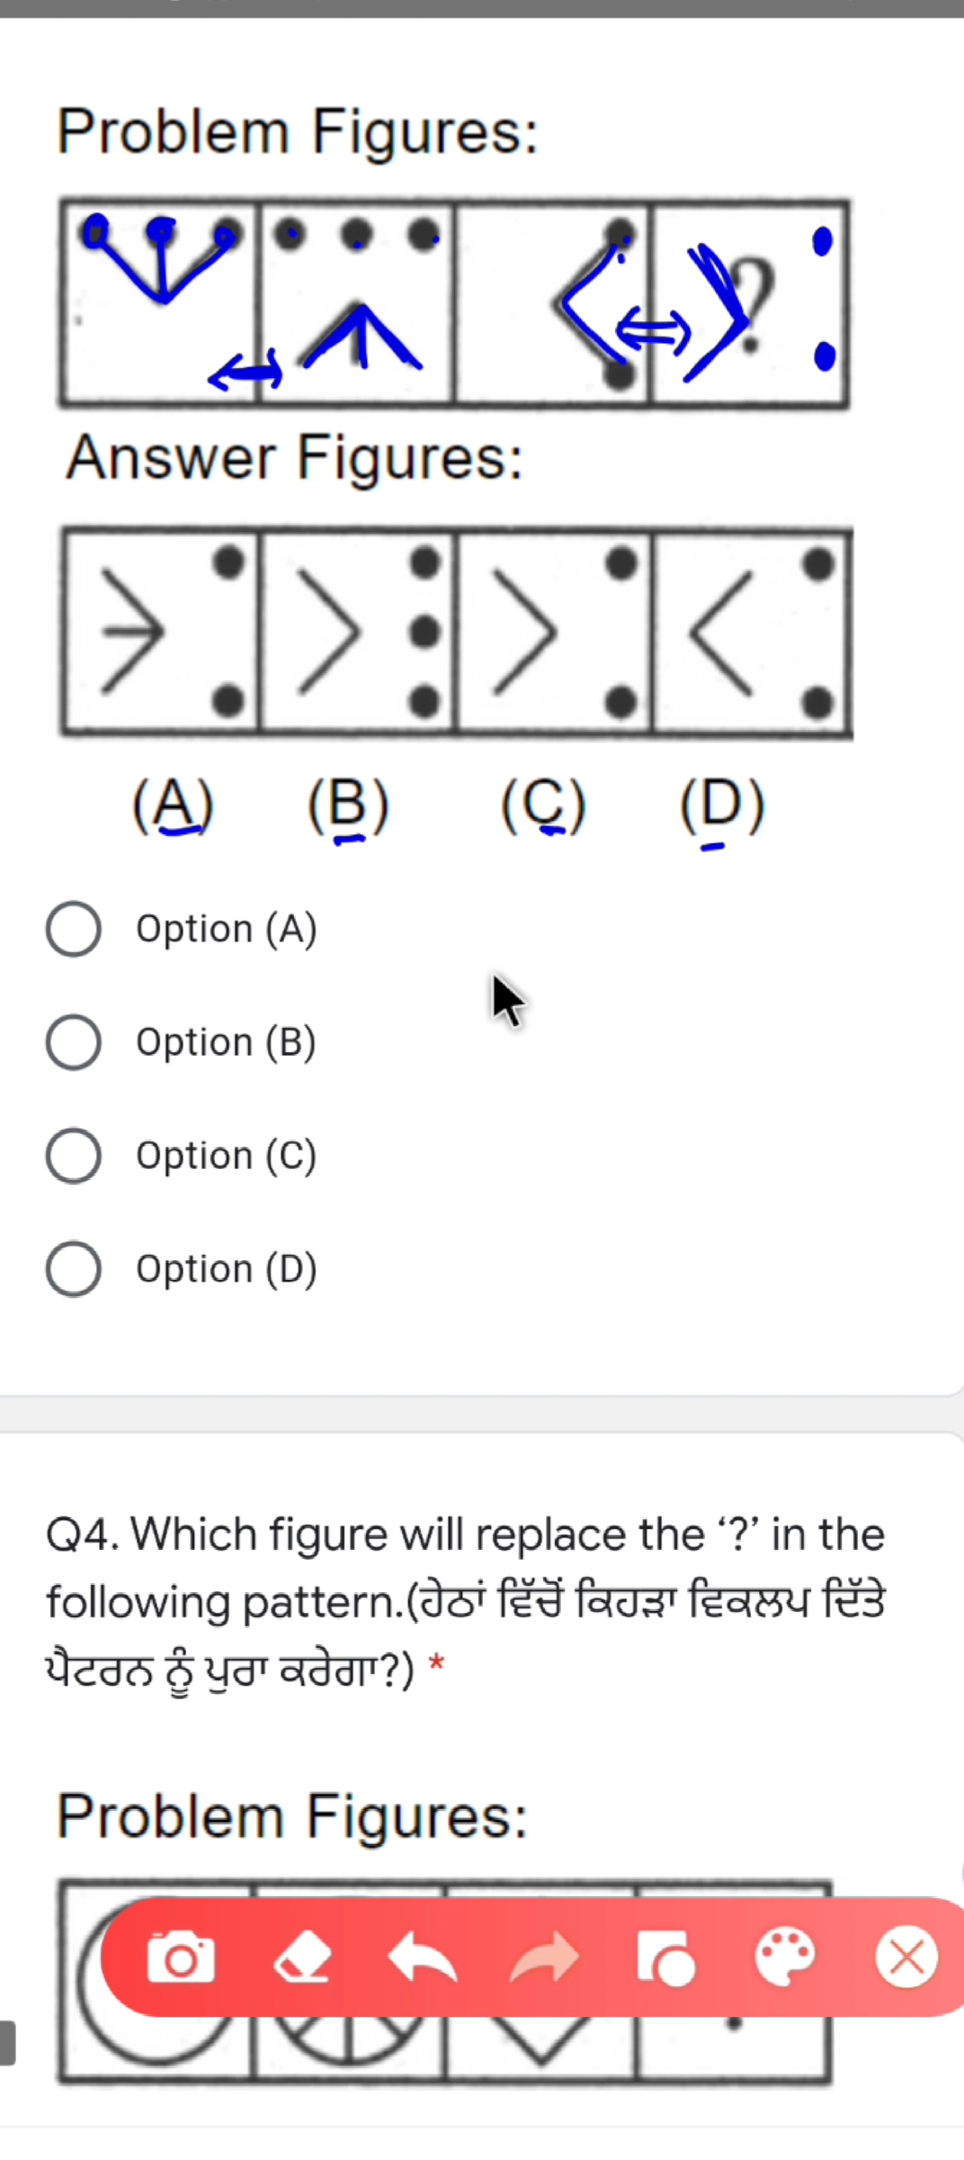 Problem Figures:
?
Answer Figures:
(A) (B) (C) (D)
Option (A)
Option (B)
Option (C)
Option (D)
Q4. Which figure will replace the ‘?’ in the
following pattern.(ਹੇਠਾਂ ਵਿੱਚੋਂ ਕਿਹੜਾ ਵਿਕਲਪ ਦਿੱਤੇ
ਪੈਟਰਨ ਨੂੰ ਪੁਰਾ ਕਰੇਗਾ?) *
Problem Figures: